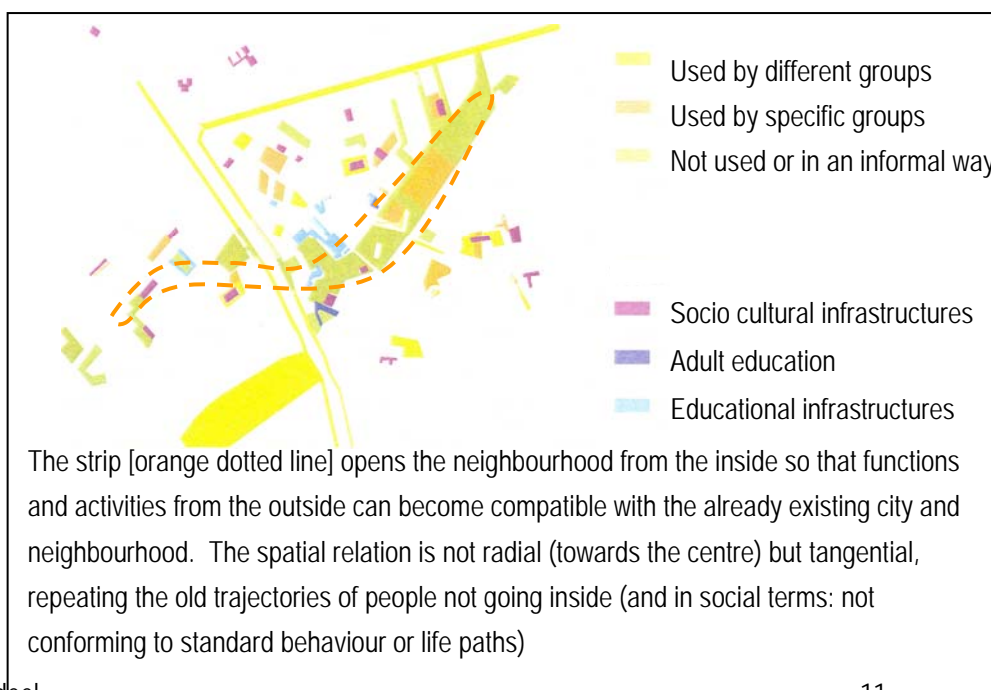 Used by different groups
Used by specific groups
Not used or in an informal way
Socio cultural infrastructures
Adult education
Educational infrastructures
The strip [orange dotted line] opens the neighbourhood from the inside so that functions
and activities from the outside can become compatible with the already existing city and
neighbourhood.  The spatial relation is not radial (towards the centre) but tangential,
repeating the old trajectories of people not going inside (and in social terms: not
conforming to standard behaviour or life paths)
11